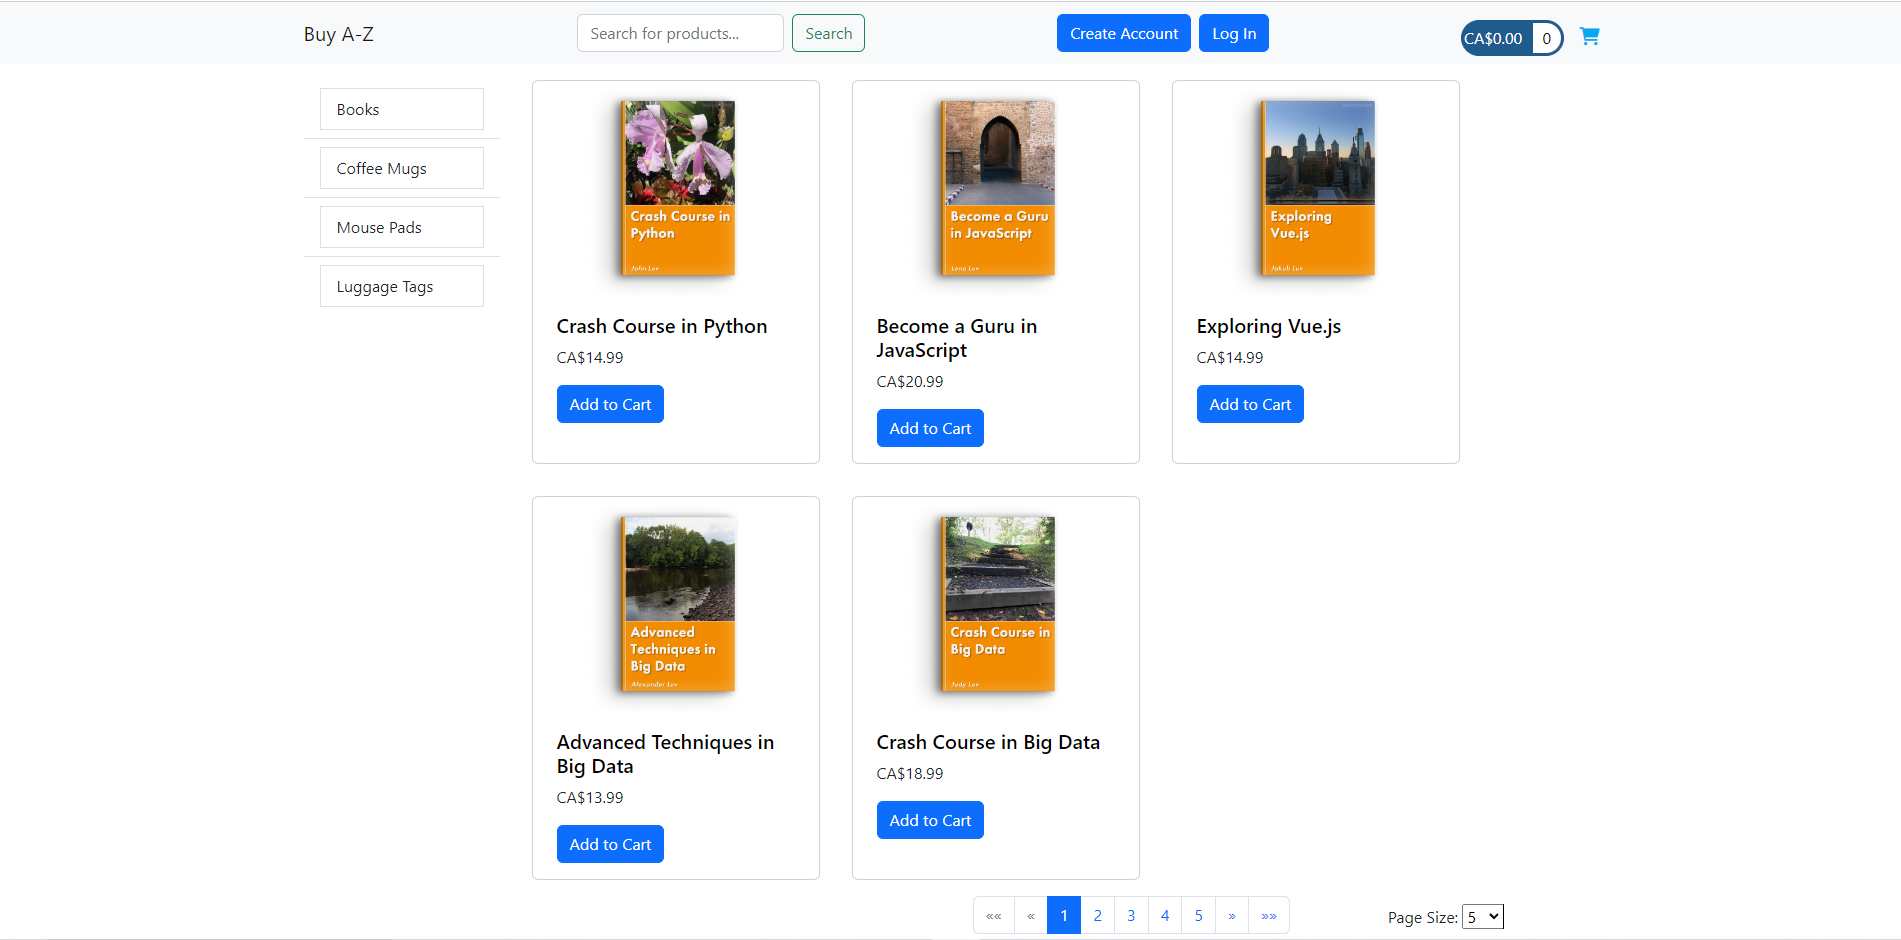 Buy A-Z
Search for products...
Search
Create Account
Log In
CA$0.00
0
Books
Coffee Mugs
Mouse Pads
Luggage Tags
Crash Course in
Python
John Luv
Crash Course in Python
CA$14.99
Add to Cart
Become a Guru
in JavaScript
Lena Luv
Become a Guru in
JavaScript
CA$20.99
Add to Cart
Exploring
Vue.js
Jakub Luv
Exploring Vue.js
CA$14.99
Add to Cart
Advanced
Techniques in
Big Data
Alexander Luv
Advanced Techniques in
Big Data
CA$13.99
Add to Cart
Crash Course in
Big Data
Judy Luv
Crash Course in Big Data
CA$18.99
Add to Cart
«« « 1 2 3 4 5 » »»
Page Size: 5